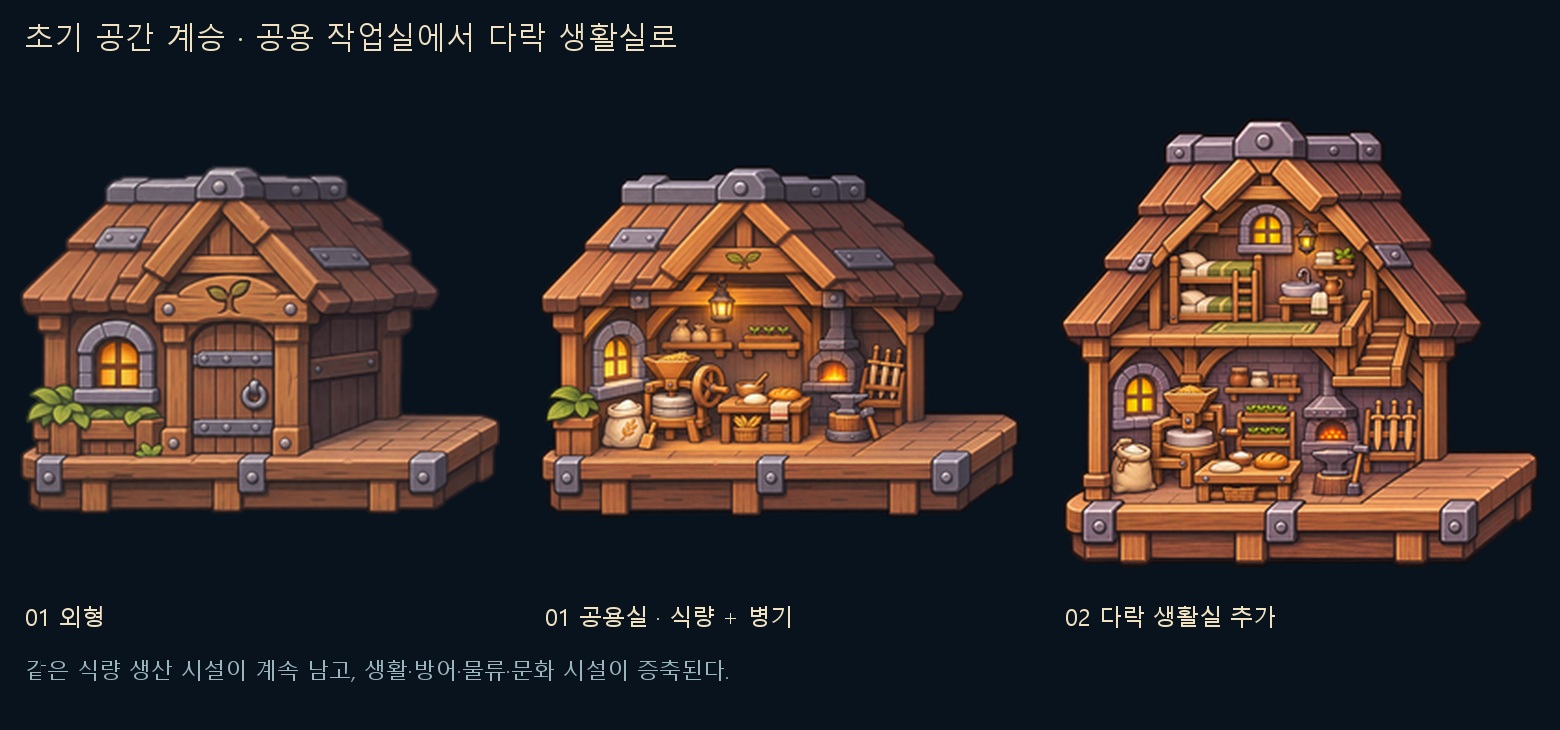 초기 공간 계승 · 공용 작업실에서 다락 생활실로
01 외형
01 공용실 · 식량 + 병기
02 다락 생활실 추가
같은 식량 생산 시설이 계속 남고, 생활·방어·물류·문화 시설이 증축된다.